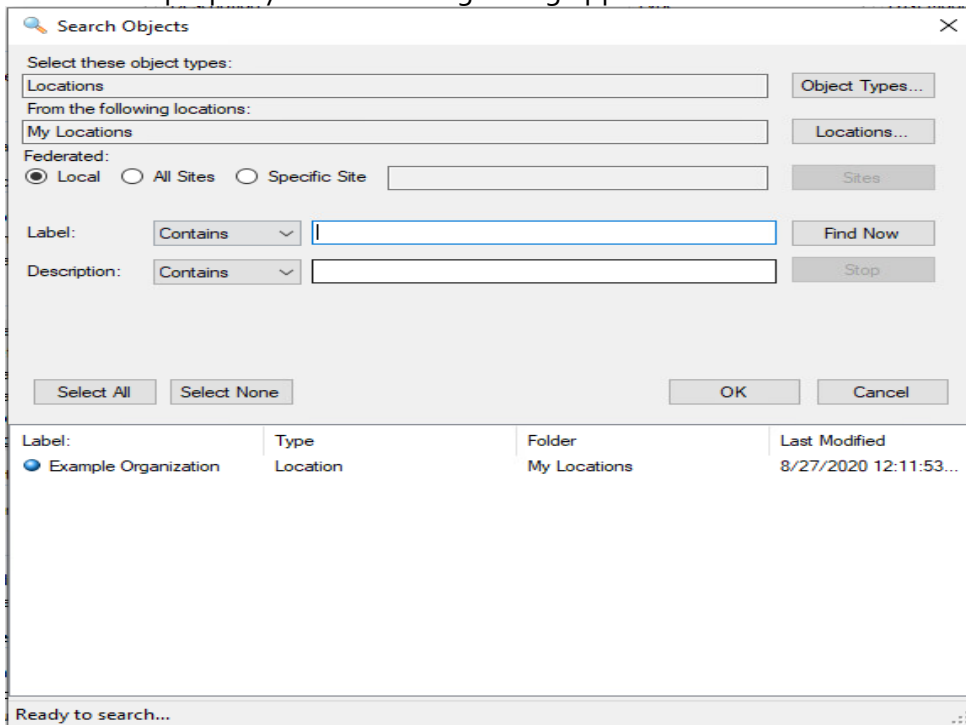 Search Objects
Select these object types:
Locations
Object Types...
From the following locations:
My Locations
Locations...
Federated:
Local All Sites Specific Site
Sites
Label: Contains
Find Now
Description: Contains
Stop
Select All Select None OK Cancel
Label: Type Folder Last Modified
Example Organization Location My Locations 8/27/2020 12:11:53...
Ready to search...